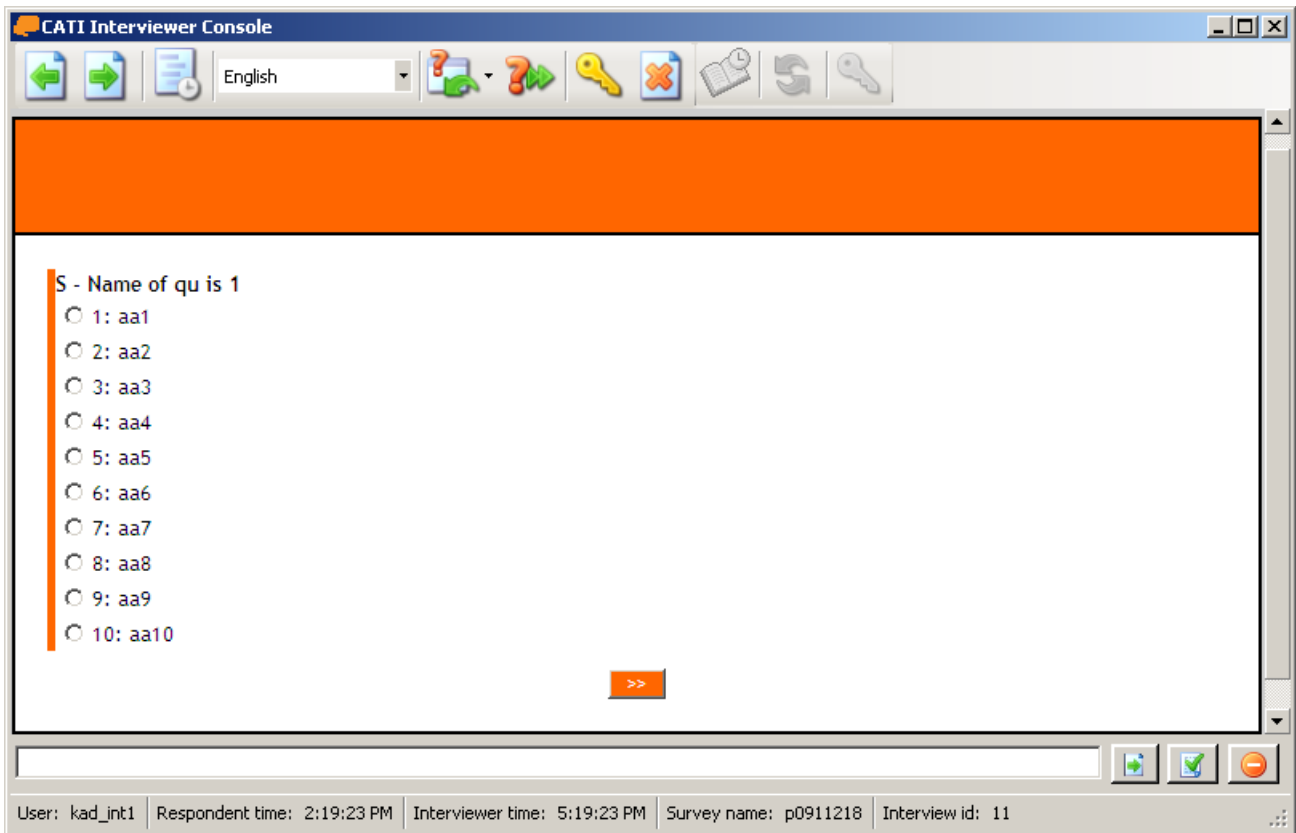 CATI Interviewer Console
English
S - Name of qu is 1
1: aa1
2: aa2
3: aa3
4: aa4
5: aa5
6: aa6
7: aa7
8: aa8
9: aa9
10: aa10
>>
User: kad_int1 Respondent time: 2:19:23 PM Interviewer time: 5:19:23 PM Survey name: p0911218 Interview id: 11